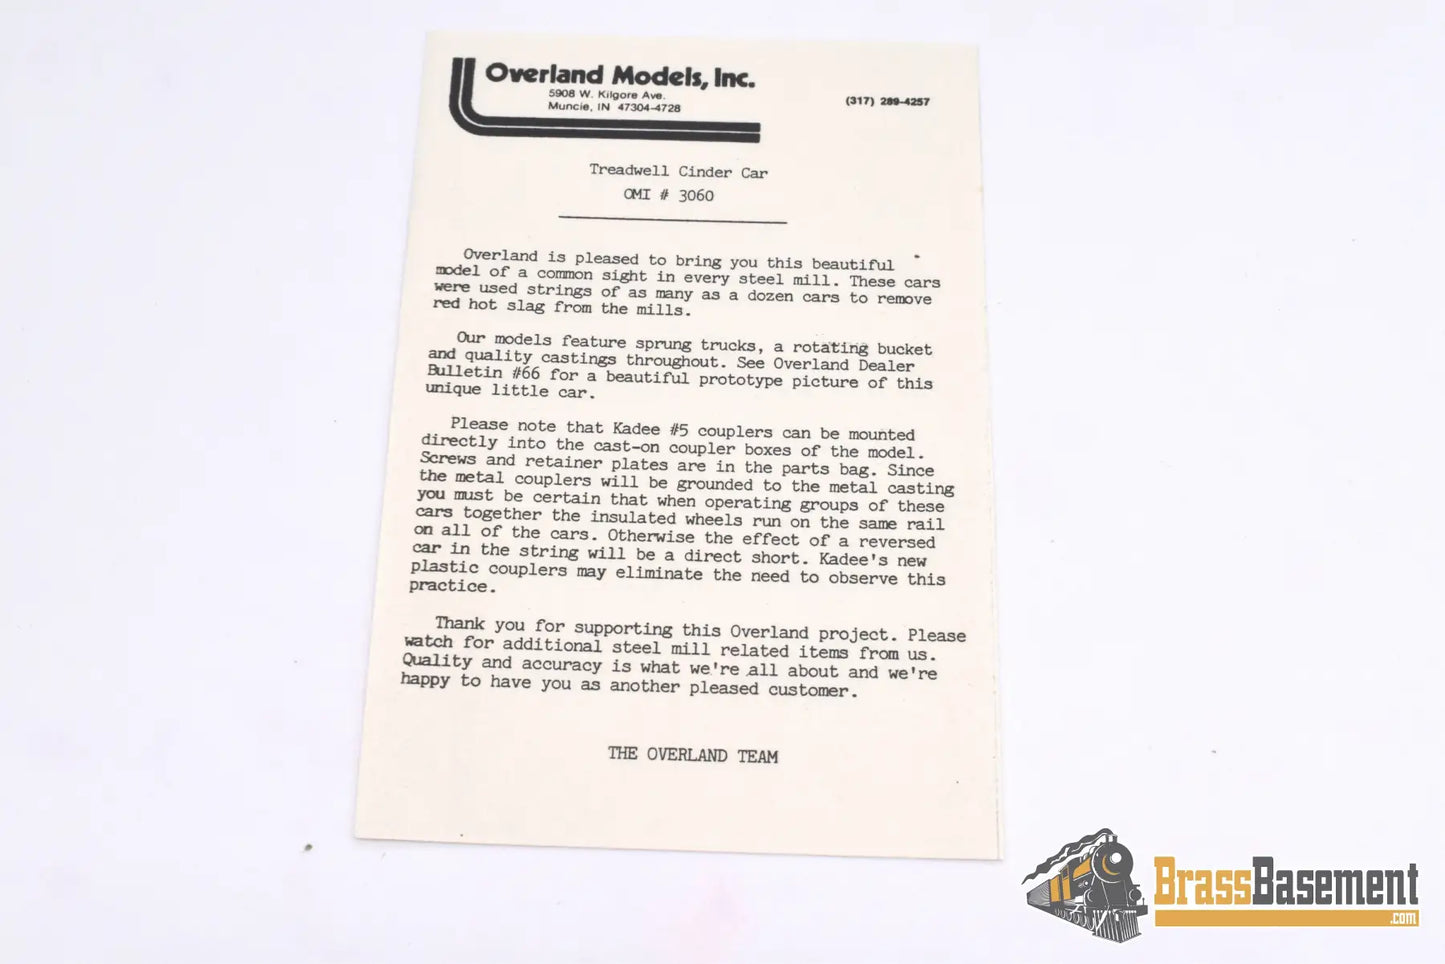 Overland Models, Inc.
5908 W. Kilgore Ave.
Muncie, IN 47304-4728
(317) 289-4257
Treadwell Cinder Car
OMI # 3060
Overland is pleased to bring you this beautiful
model of a common sight in every steel mill. These cars
were used strings of as many as a dozen cars to remove
red hot slag from the mills.
Our models feature sprung trucks, a rotating bucket
and quality castings throughout. See Overland Dealer
Bulletin #66 for a beautiful prototype picture of this
unique little car.
Please note that Kadee #5 couplers can be mounted
directly into the cast-on coupler boxes of the model.
Screws and retainer plates are in the parts bag. Since
the metal couplers will be grounded to the metal casting
you must be certain that when operating groups of these
cars together the insulated wheels run on the same rail
on all of the cars. Otherwise the effect of a reversed
car in the string will be a direct short. Kadee's new
plastic couplers may eliminate the need to observe this
practice.
Thank you for supporting this Overland project. Please
watch for additional steel mill related items from us.
Quality and accuracy is what we're all about and we're
happy to have you as another pleased customer.
THE OVERLAND TEAM
BrassBasement
.com